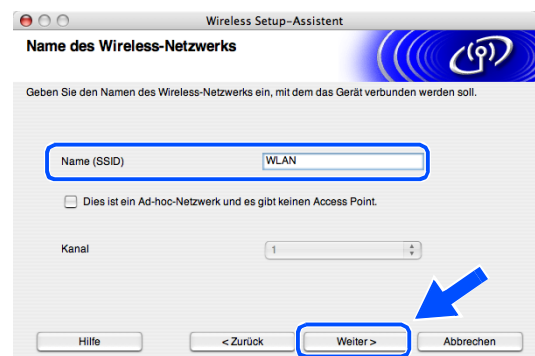 Wireless Setup-Assistent
Name des Wireless-Netzwerks
Geben Sie den Namen des Wireless-Netzwerks ein, mit dem das Gerät verbunden werden soll.
Name (SSID) WLAN
Dies ist ein Ad-hoc-Netzwerk und es gibt keinen Access Point.
Kanal 1
Hilfe < Zurück Weiter > Abbrechen